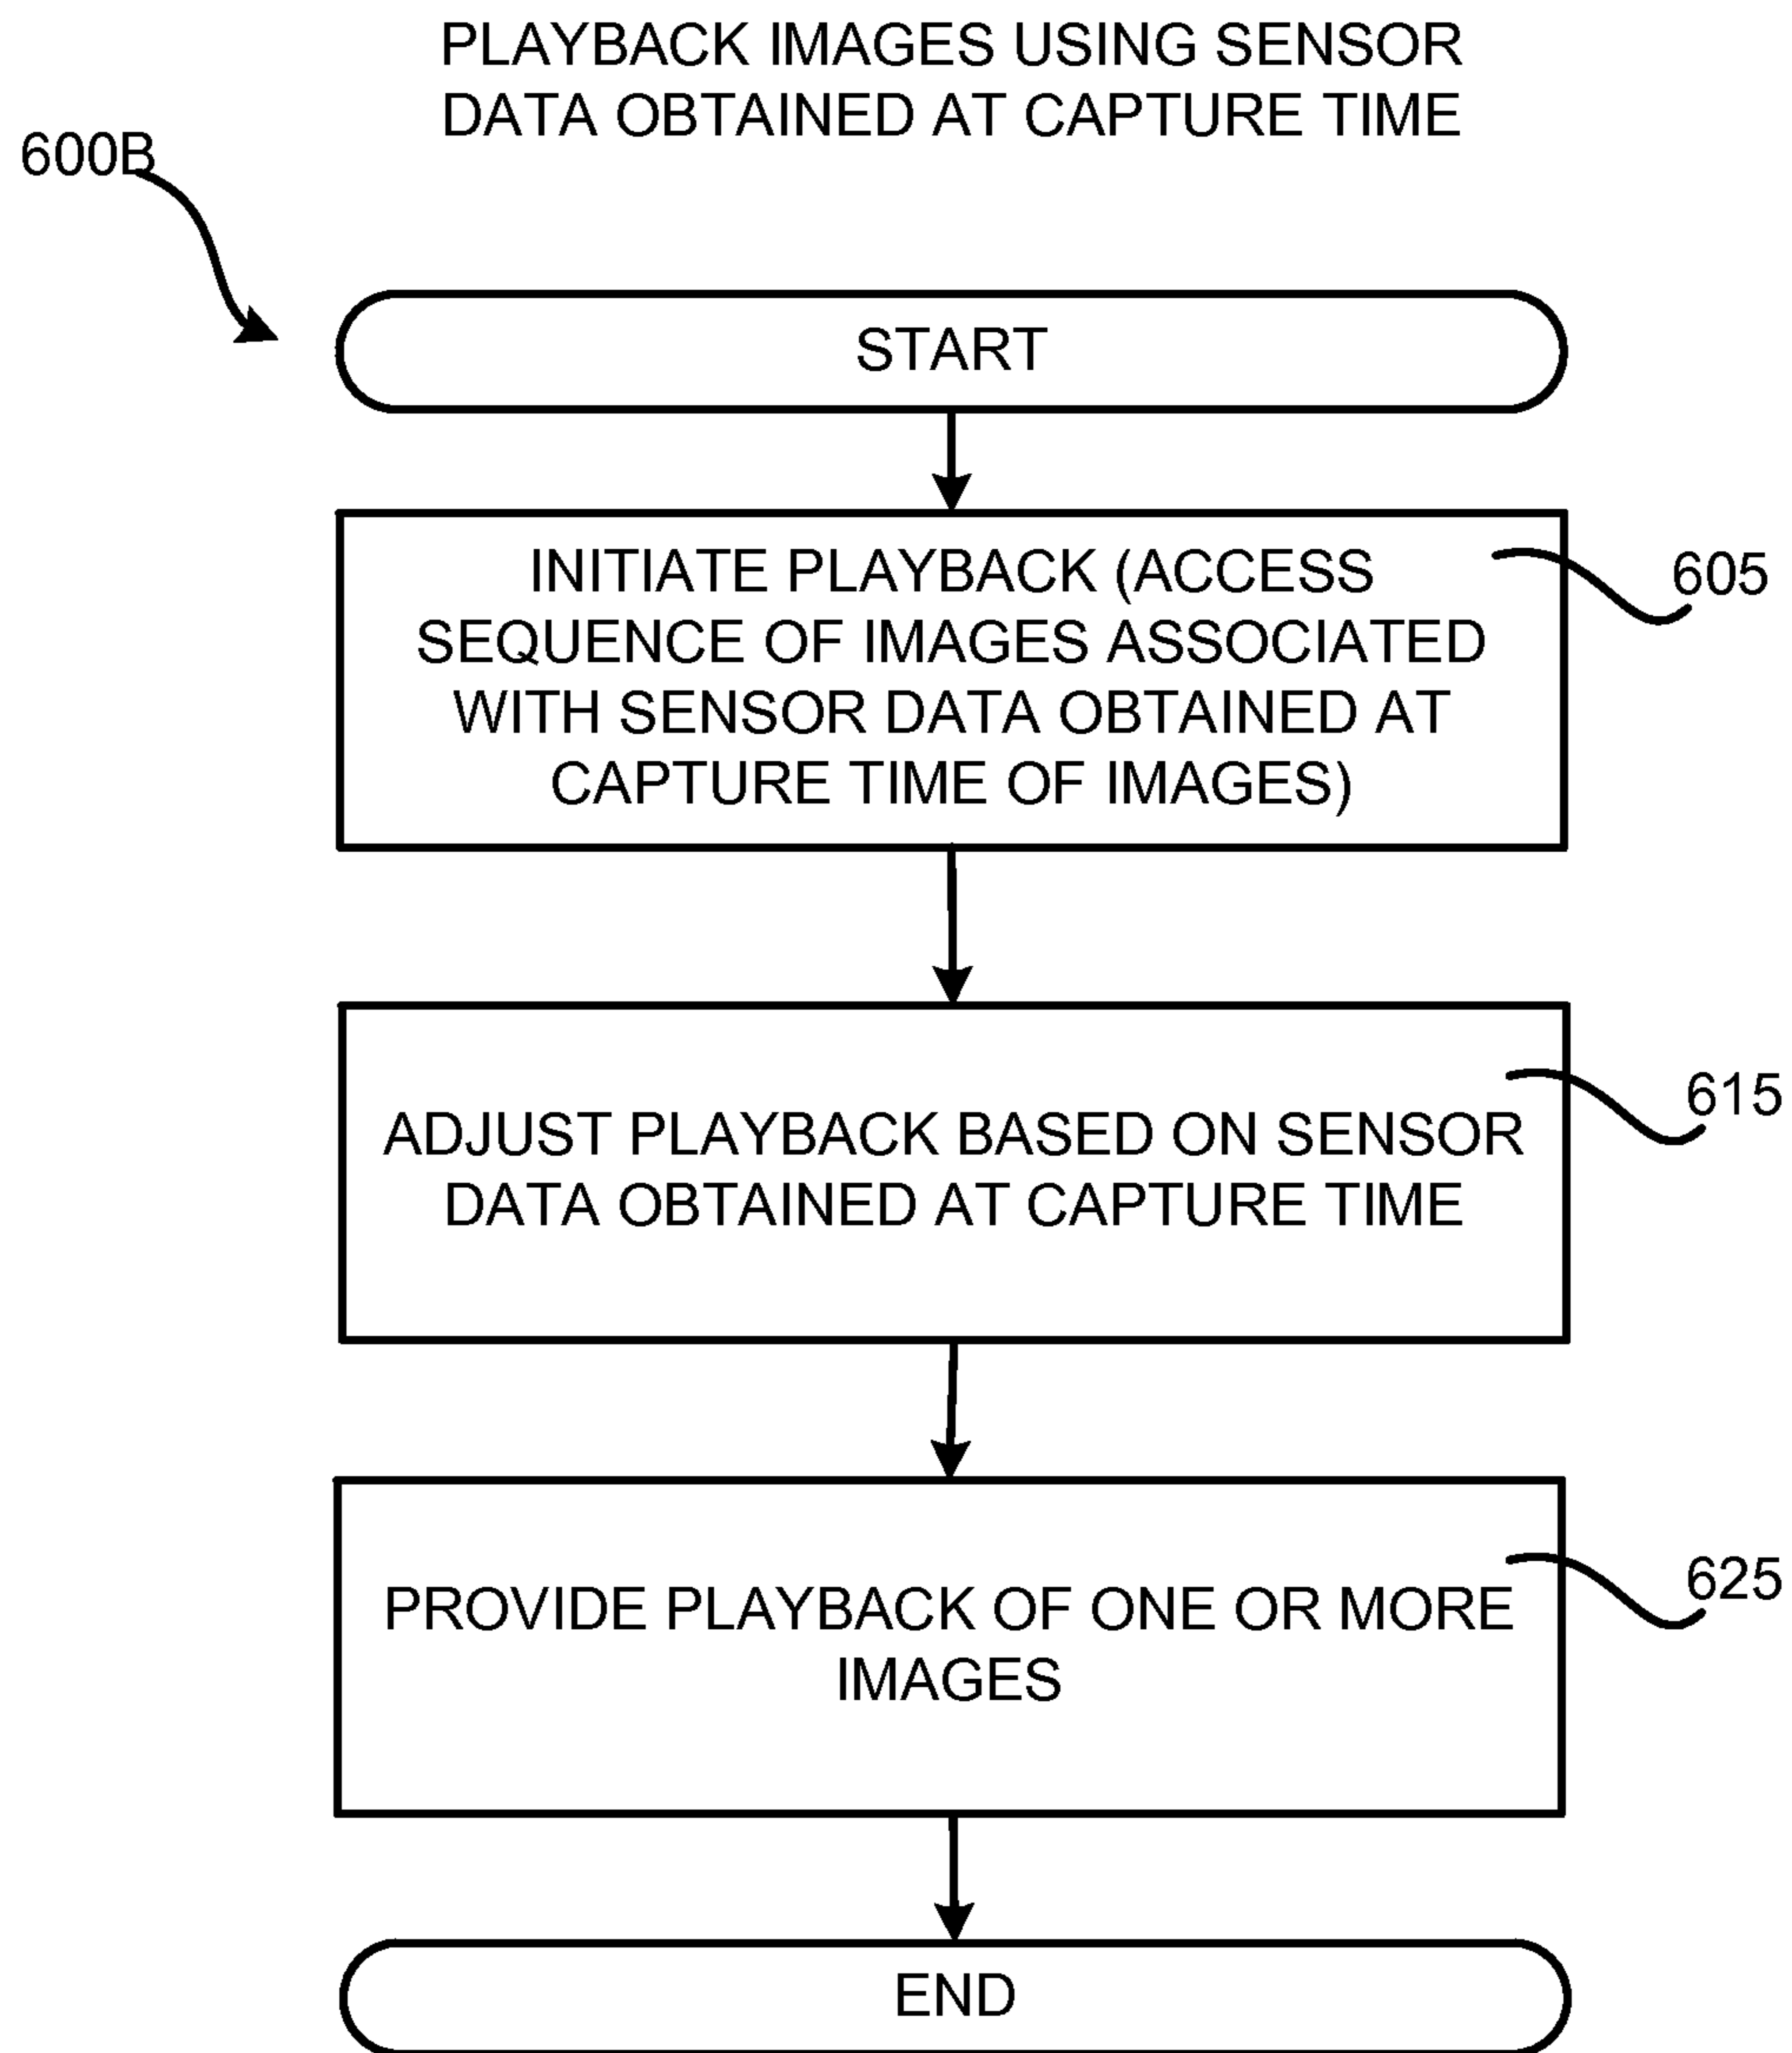 PLAYBACK IMAGES USING SENSOR
DATA OBTAINED AT CAPTURE TIME
600B
START
INITIATE PLAYBACK (ACCESS
SEQUENCE OF IMAGES ASSOCIATED
WITH SENSOR DATA OBTAINED AT
CAPTURE TIME OF IMAGES)
605
ADJUST PLAYBACK BASED ON SENSOR
DATA OBTAINED AT CAPTURE TIME
615
PROVIDE PLAYBACK OF ONE OR MORE
IMAGES
625
END